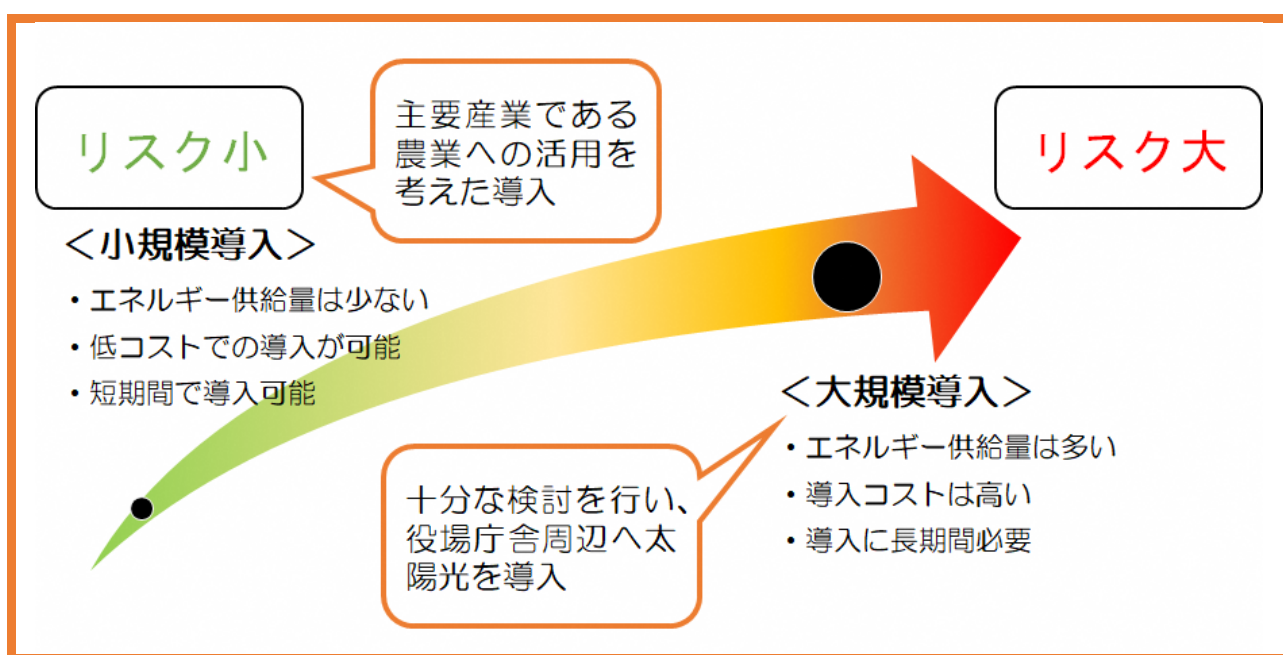 リスク小
主要産業である
農業への活用を
考えた導入
リスク大
＜小規模導入＞
・エネルギー供給量は少ない
・低コストでの導入が可能
・短期間で導入可能
＜大規模導入＞
・エネルギー供給量は多い
・導入コストは高い
・導入に長期間必要
十分な検討を行い、
役場庁舎周辺へ太
陽光を導入